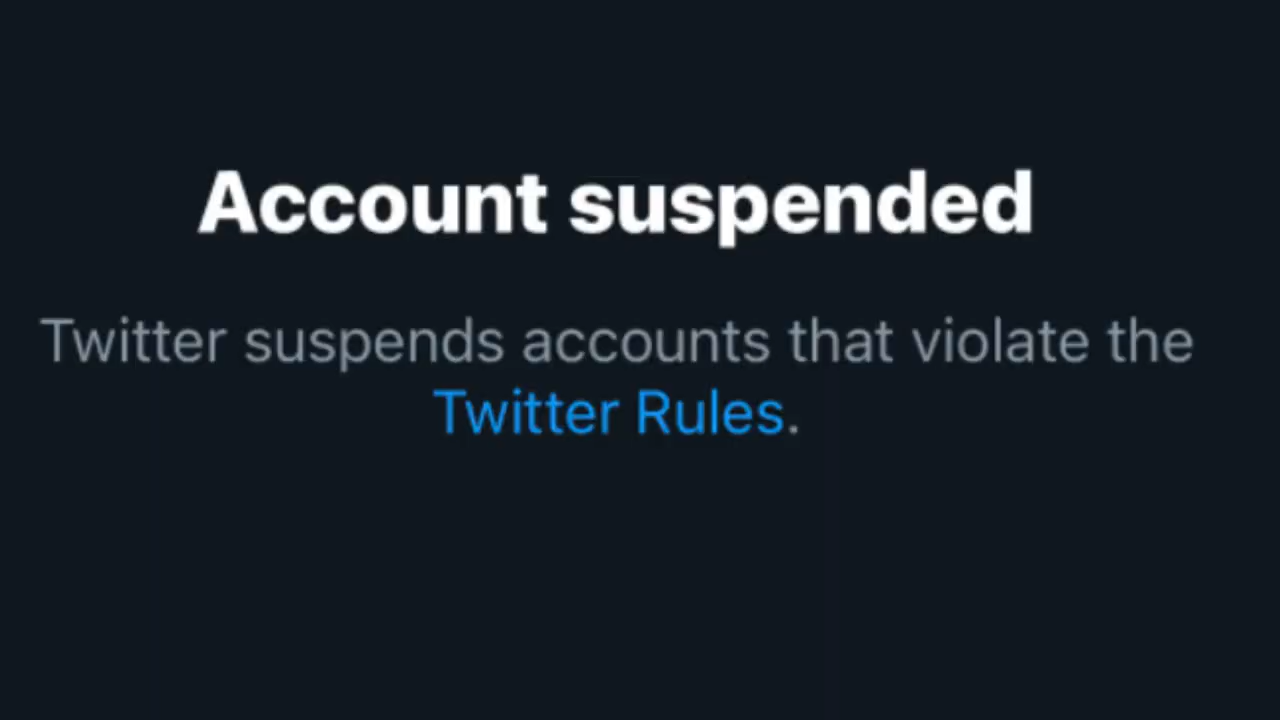 Account suspended
Twitter suspends accounts that violate the
Twitter Rules.